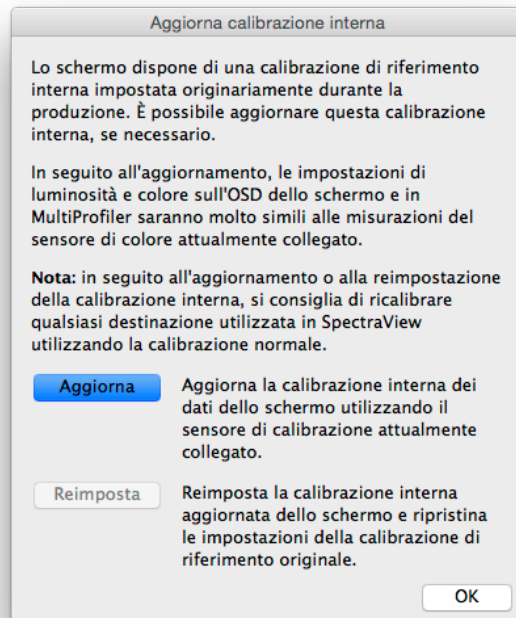 Aggiorna calibrazione interna
Lo schermo dispone di una calibrazione di riferimento
interna impostata originariamente durante la
produzione. È possibile aggiornare questa calibrazione
interna, se necessario.
In seguito all'aggiornamento, le impostazioni di
luminosità e colore sull'OSD dello schermo e in
MultiProfiler saranno molto simili alle misurazioni del
sensore di colore attualmente collegato.
Nota: in seguito all'aggiornamento o alla reimpostazione
della calibrazione interna, si consiglia di ricalibrare
qualsiasi destinazione utilizzata in SpectraView
utilizzando la calibrazione normale.
Aggiorna
Aggiorna la calibrazione interna dei
dati dello schermo utilizzando il
sensore di calibrazione attualmente
collegato.
Reimposta
Reimposta la calibrazione interna
aggiornata dello schermo e ripristina
le impostazioni della calibrazione di
riferimento originale.
OK